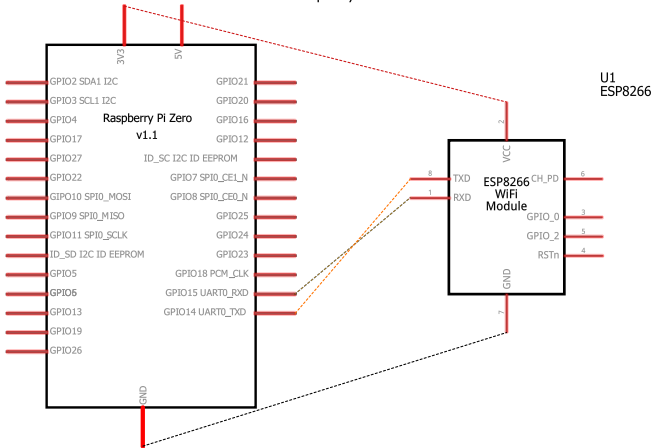 3V3
5V
GPIO2 SDA1 I2C
GPIO3 SCL1 I2C
GPIO4
GPIO17
GPIO27
GPIO22
GIPO10 SPI0_MOSI
GPIO9 SPI0_MISO
GPIO11 SPI0_SCLK
ID_SD I2C ID EEPROM
GPIO5
GPIO6
GPIO13
GPIO19
GPIO26
Raspberry Pi Zero
v1.1
GPIO21
GPIO20
GPIO16
GPIO12
ID_SC I2C ID EEPROM
GPIO7 SPI0_CE1_N
GPIO8 SPI0_CE0_N
GPIO25
GPIO24
GPIO23
GPIO18 PCM_CLK
GPIO15 UART0_RXD
GPIO14 UART0_TXD
GND
2
VCC
8
TXD
1
RXD
ESP8266
WiFi
Module
CH_PD
6
GPIO_0
3
GPIO_2
5
RSTn
4
GND
7
U1
ESP8266